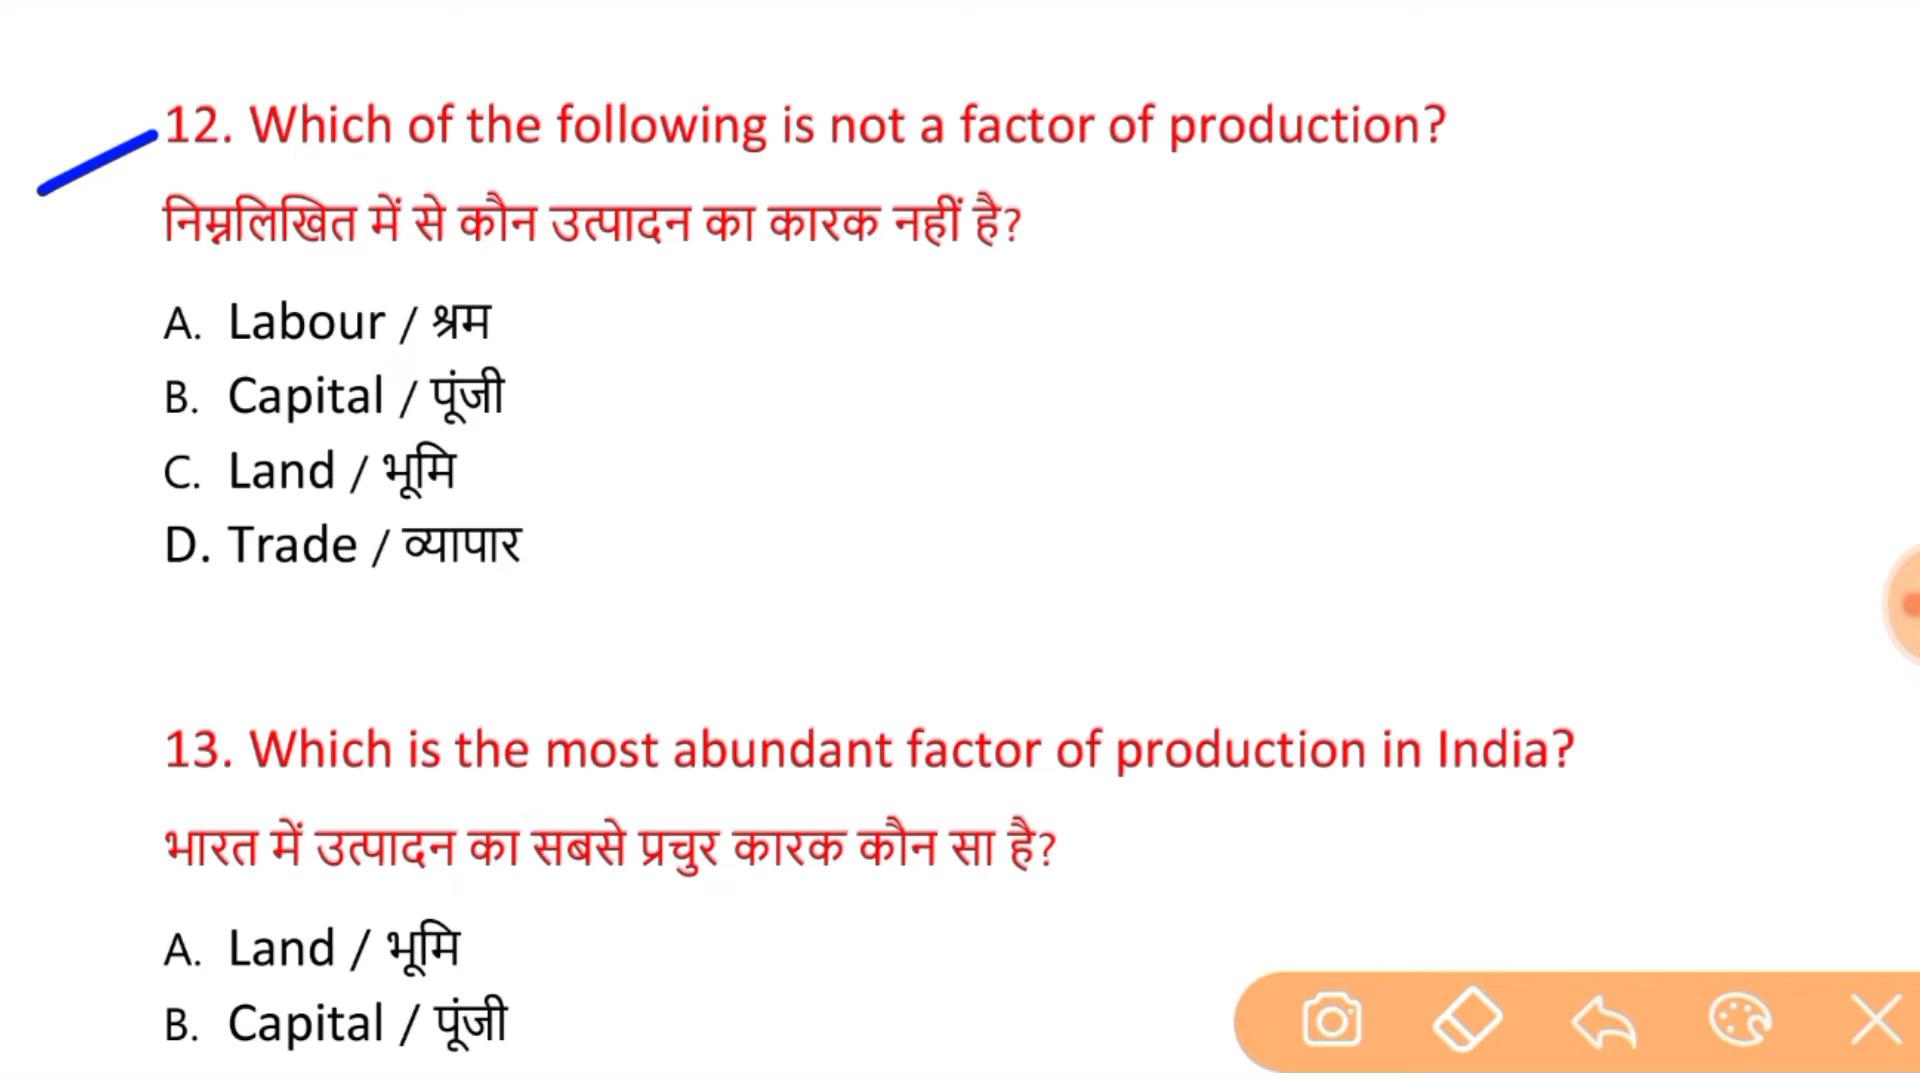 12. Which of the following is not a factor of production?
निम्नलिखित में से कौन उत्पादन का कारक नहीं है?
A. Labour / श्रम
B. Capital / पूंजी
C. Land / भूमि
D. Trade / व्यापार
13. Which is the most abundant factor of production in India?
भारत में उत्पादन का सबसे प्रचुर कारक कौन सा है?
A. Land / भूमि
B. Capital / पूंजी